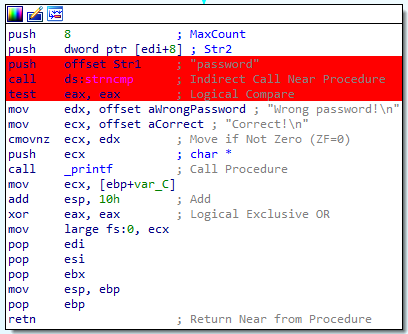 push 8 ; MaxCount
push dword ptr [edi+8] ; Str2
push offset Str1 ; "password"
call ds:strncmp ; Indirect Call Near Procedure
test eax, eax ; Logical Compare
mov edx, offset aWrongPassword ; "Wrong password!\n"
mov ecx, offset aCorrect ; "Correct!\n"
cmovnz ecx, edx ; Move if Not Zero (ZF=0)
push ecx ; char *
call _printf ; Call Procedure
mov ecx, [ebp+var_C]
add esp, 10h ; Add
xor eax, eax ; Logical Exclusive OR
mov large fs:0, ecx
pop edi
pop esi
pop ebx
mov esp, ebp
pop ebp
retn ; Return Near from Procedure